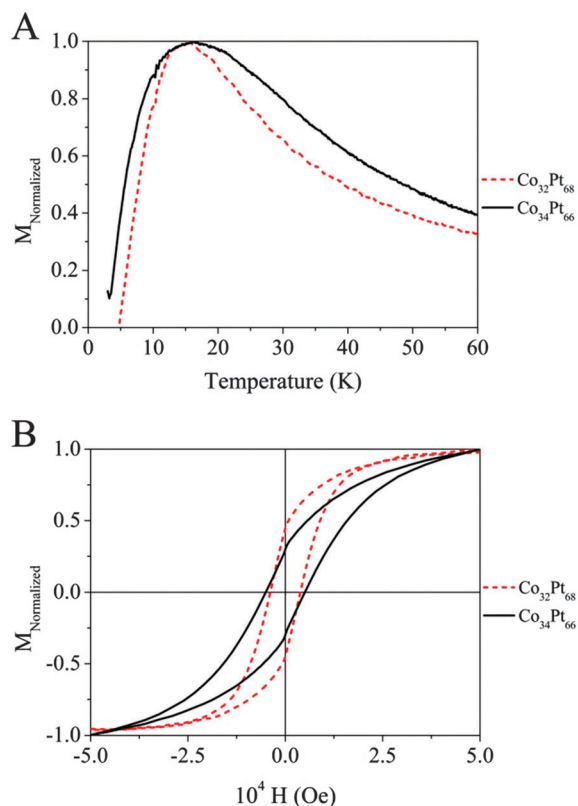 A
1.0
0.8
0.6
0.4
0.2
0.0
M_Normalized
0 10 20 30 40 50 60
Temperature (K)
Co32Pt68
Co34Pt66
B
1.0
0.5
0.0
-0.5
-1.0
M_Normalized
-5.0 -2.5 0.0 2.5 5.0
10^4 H (Oe)
Co32Pt68
Co34Pt66